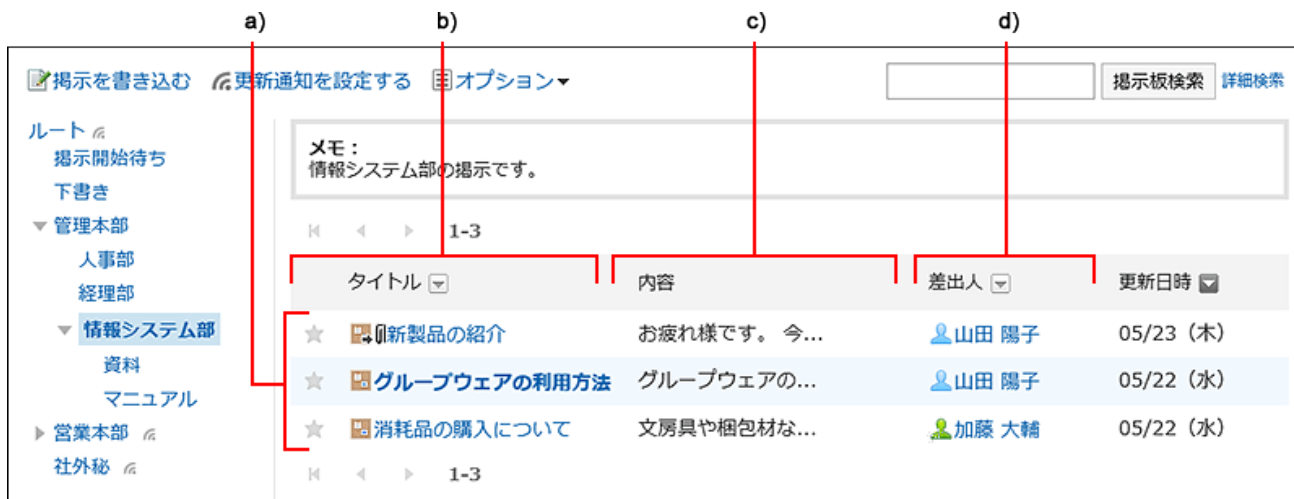 a) b) c) d)
掲示を書き込む 更新通知を設定する オプション 掲示板検索 詳細検索
ルート
掲示開始待ち
下書き
管理本部
人事部
経理部
情報システム部
資料
マニュアル
営業本部
社外秘
メモ：
情報システム部の掲示です。
1-3
タイトル 内容 差出人 更新日時
新製品の紹介 お疲れ様です。 今... 山田 陽子 05/23（木）
グループウェアの利用方法 グループウェアの... 山田 陽子 05/22（水）
消耗品の購入について 文房具や梱包材な... 加藤 大輔 05/22（水）
1-3